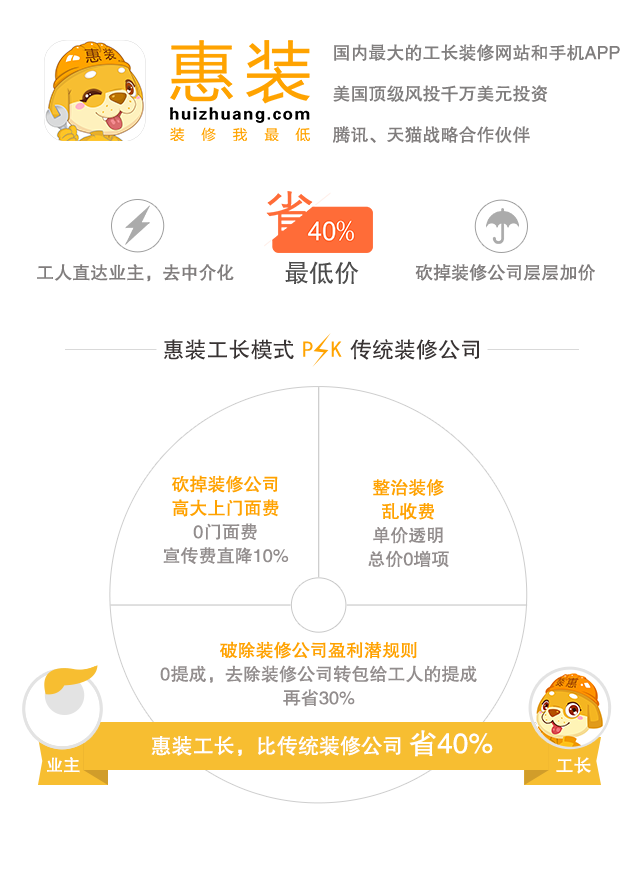 惠装
惠装
huizhuang.com
装修我最低
国内最大的工长装修网站和手机APP
美国顶级风投千万美元投资
腾讯、天猫战略合作伙伴
工人直达业主，去中介化
省
40%
最低价
砍掉装修公司层层加价
惠装工长模式 PK 传统装修公司
砍掉装修公司
高大上门面费
0门面费
宣传费直降10%
整治装修
乱收费
单价透明
总价0增项
破除装修公司盈利潜规则
0提成，去除装修公司转包给工人的提成
再省30%
惠装工长，比传统装修公司 省40%
业主
惠装
工长